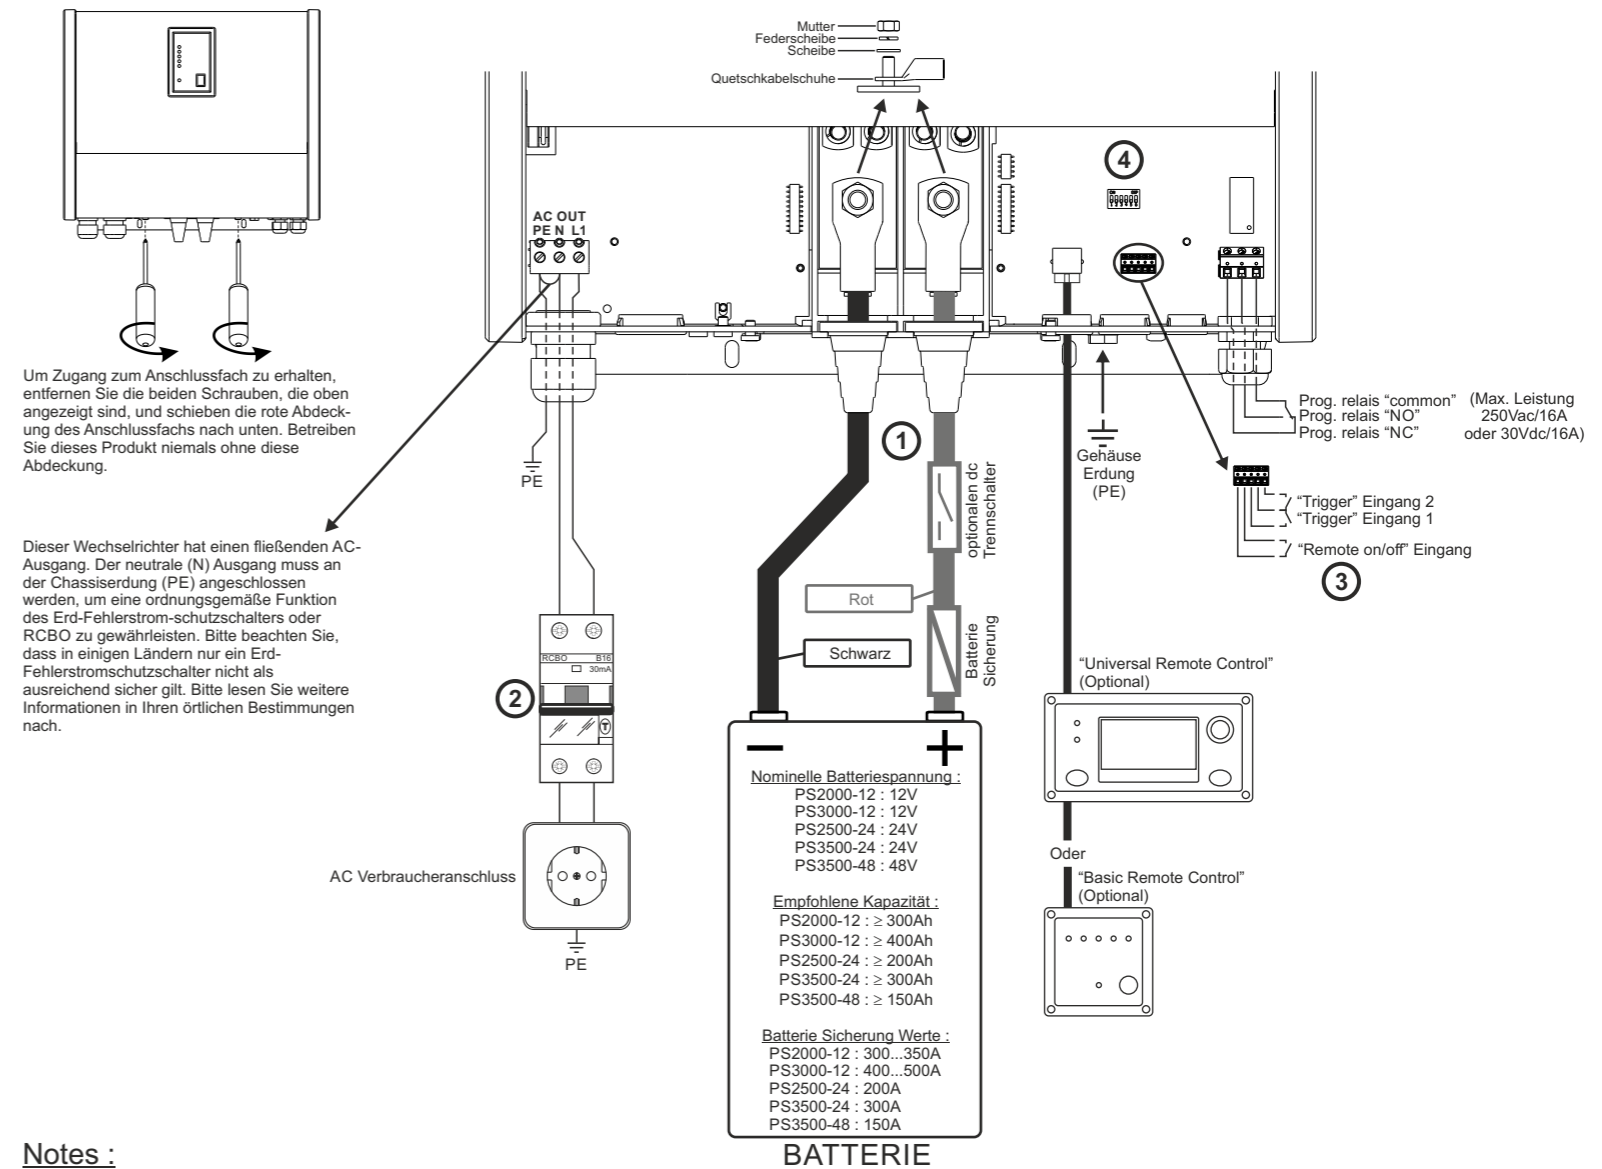 Mutter
Federscheibe
Scheibe
Quetschkabelschuhe
4
AC OUT
PE N L1
ON DIP
1 2 3 4 5 6
Um Zugang zum Anschlussfach zu erhalten,
entfernen Sie die beiden Schrauben, die oben
angezeigt sind, und schieben die rote Abdeck-
ung des Anschlussfachs nach unten. Betreiben
Sie dieses Produkt niemals ohne diese
Abdeckung.
Prog. relais “common”
Prog. relais “NO”
Prog. relais “NC”
(Max. Leistung
250Vac/16A
oder 30Vdc/16A)
1
PE
Gehäuse
Erdung
(PE)
optionalen dc
Trennschalter
“Trigger” Eingang 2
“Trigger” Eingang 1
“Remote on/off” Eingang
3
Dieser Wechselrichter hat einen fließenden AC-
Ausgang. Der neutrale (N) Ausgang muss an
der Chassiserdung (PE) angeschlossen
werden, um eine ordnungsgemäße Funktion
des Erd-Fehlerstrom-schutzschalters oder
RCBO zu gewährleisten. Bitte beachten Sie,
dass in einigen Ländern nur ein Erd-
Fehlerstromschutzschalter nicht als
ausreichend sicher gilt. Bitte lesen Sie weitere
Informationen in Ihren örtlichen Bestimmungen
nach.
Rot
Schwarz
Batterie
Sicherung
RCBO B16
30mA
T
2
“Universal Remote Control”
(Optional)
Oder
“Basic Remote Control”
(Optional)
AC Verbraucheranschluss
PE
− +
Nominelle Batteriespannung :
PS2000-12 : 12V
PS3000-12 : 12V
PS2500-24 : 24V
PS3500-24 : 24V
PS3500-48 : 48V
Empfohlene Kapazität :
PS2000-12 : ≥ 300Ah
PS3000-12 : ≥ 400Ah
PS2500-24 : ≥ 200Ah
PS3500-24 : ≥ 300Ah
PS3500-48 : ≥ 150Ah
Batterie Sicherung Werte :
PS2000-12 : 300...350A
PS3000-12 : 400...500A
PS2500-24 : 200A
PS3500-24 : 300A
PS3500-48 : 150A
BATTERIE
Notes :